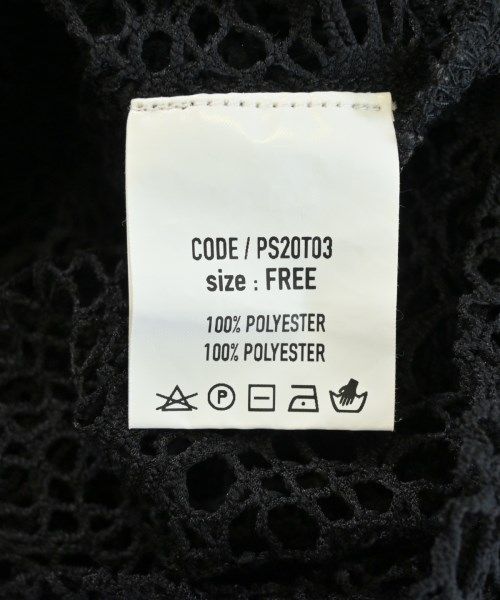 CODE / PS20T03
size : FREE
100% POLYESTER
100% POLYESTER
P